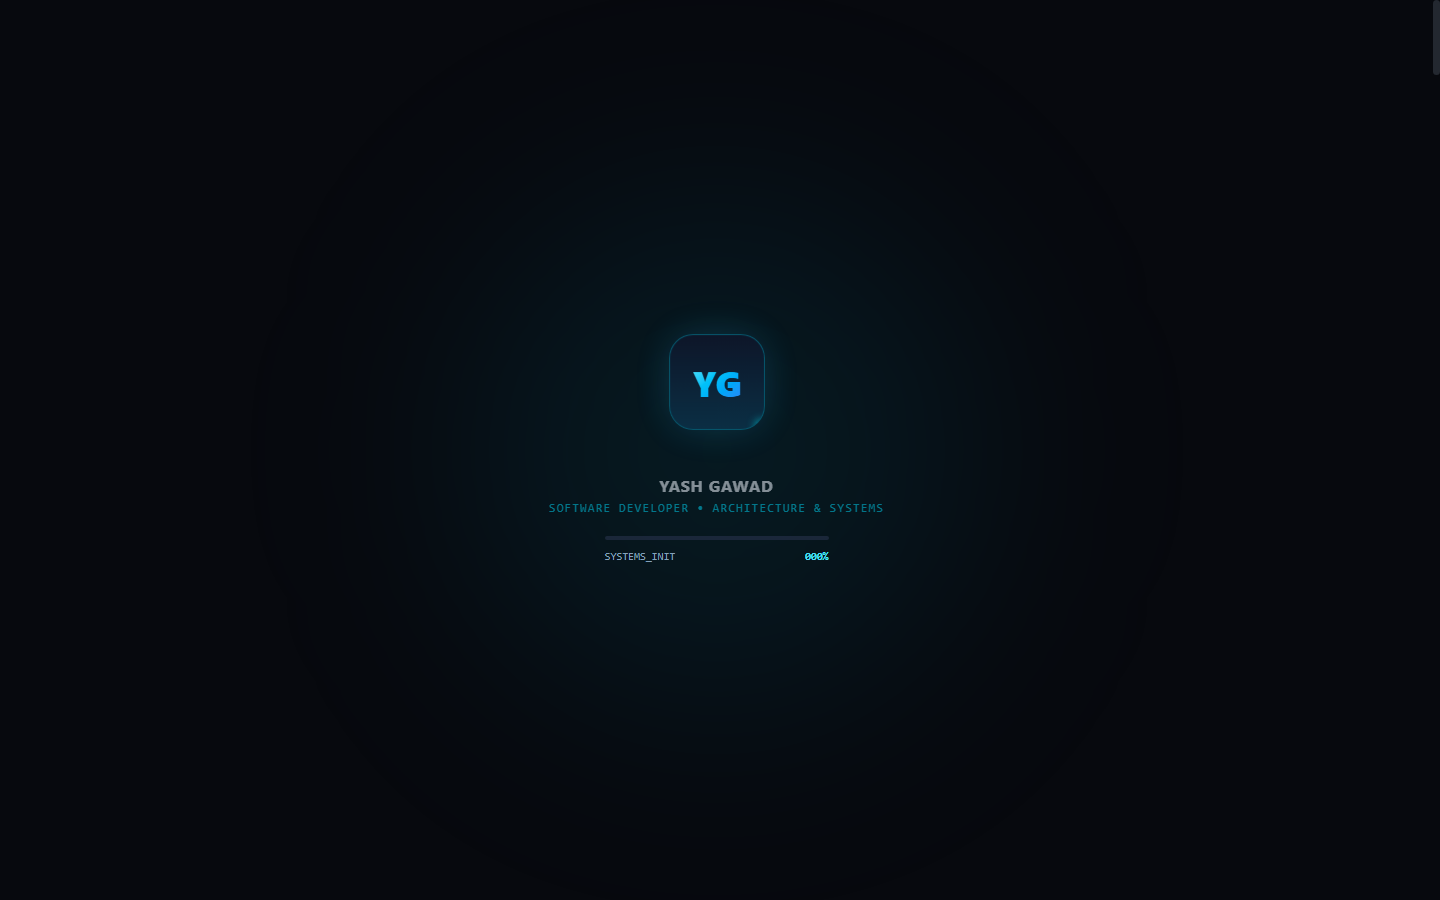 YG
YASH GAWAD
SOFTWARE DEVELOPER • ARCHITECTURE & SYSTEMS
SYSTEMS_INIT 000%